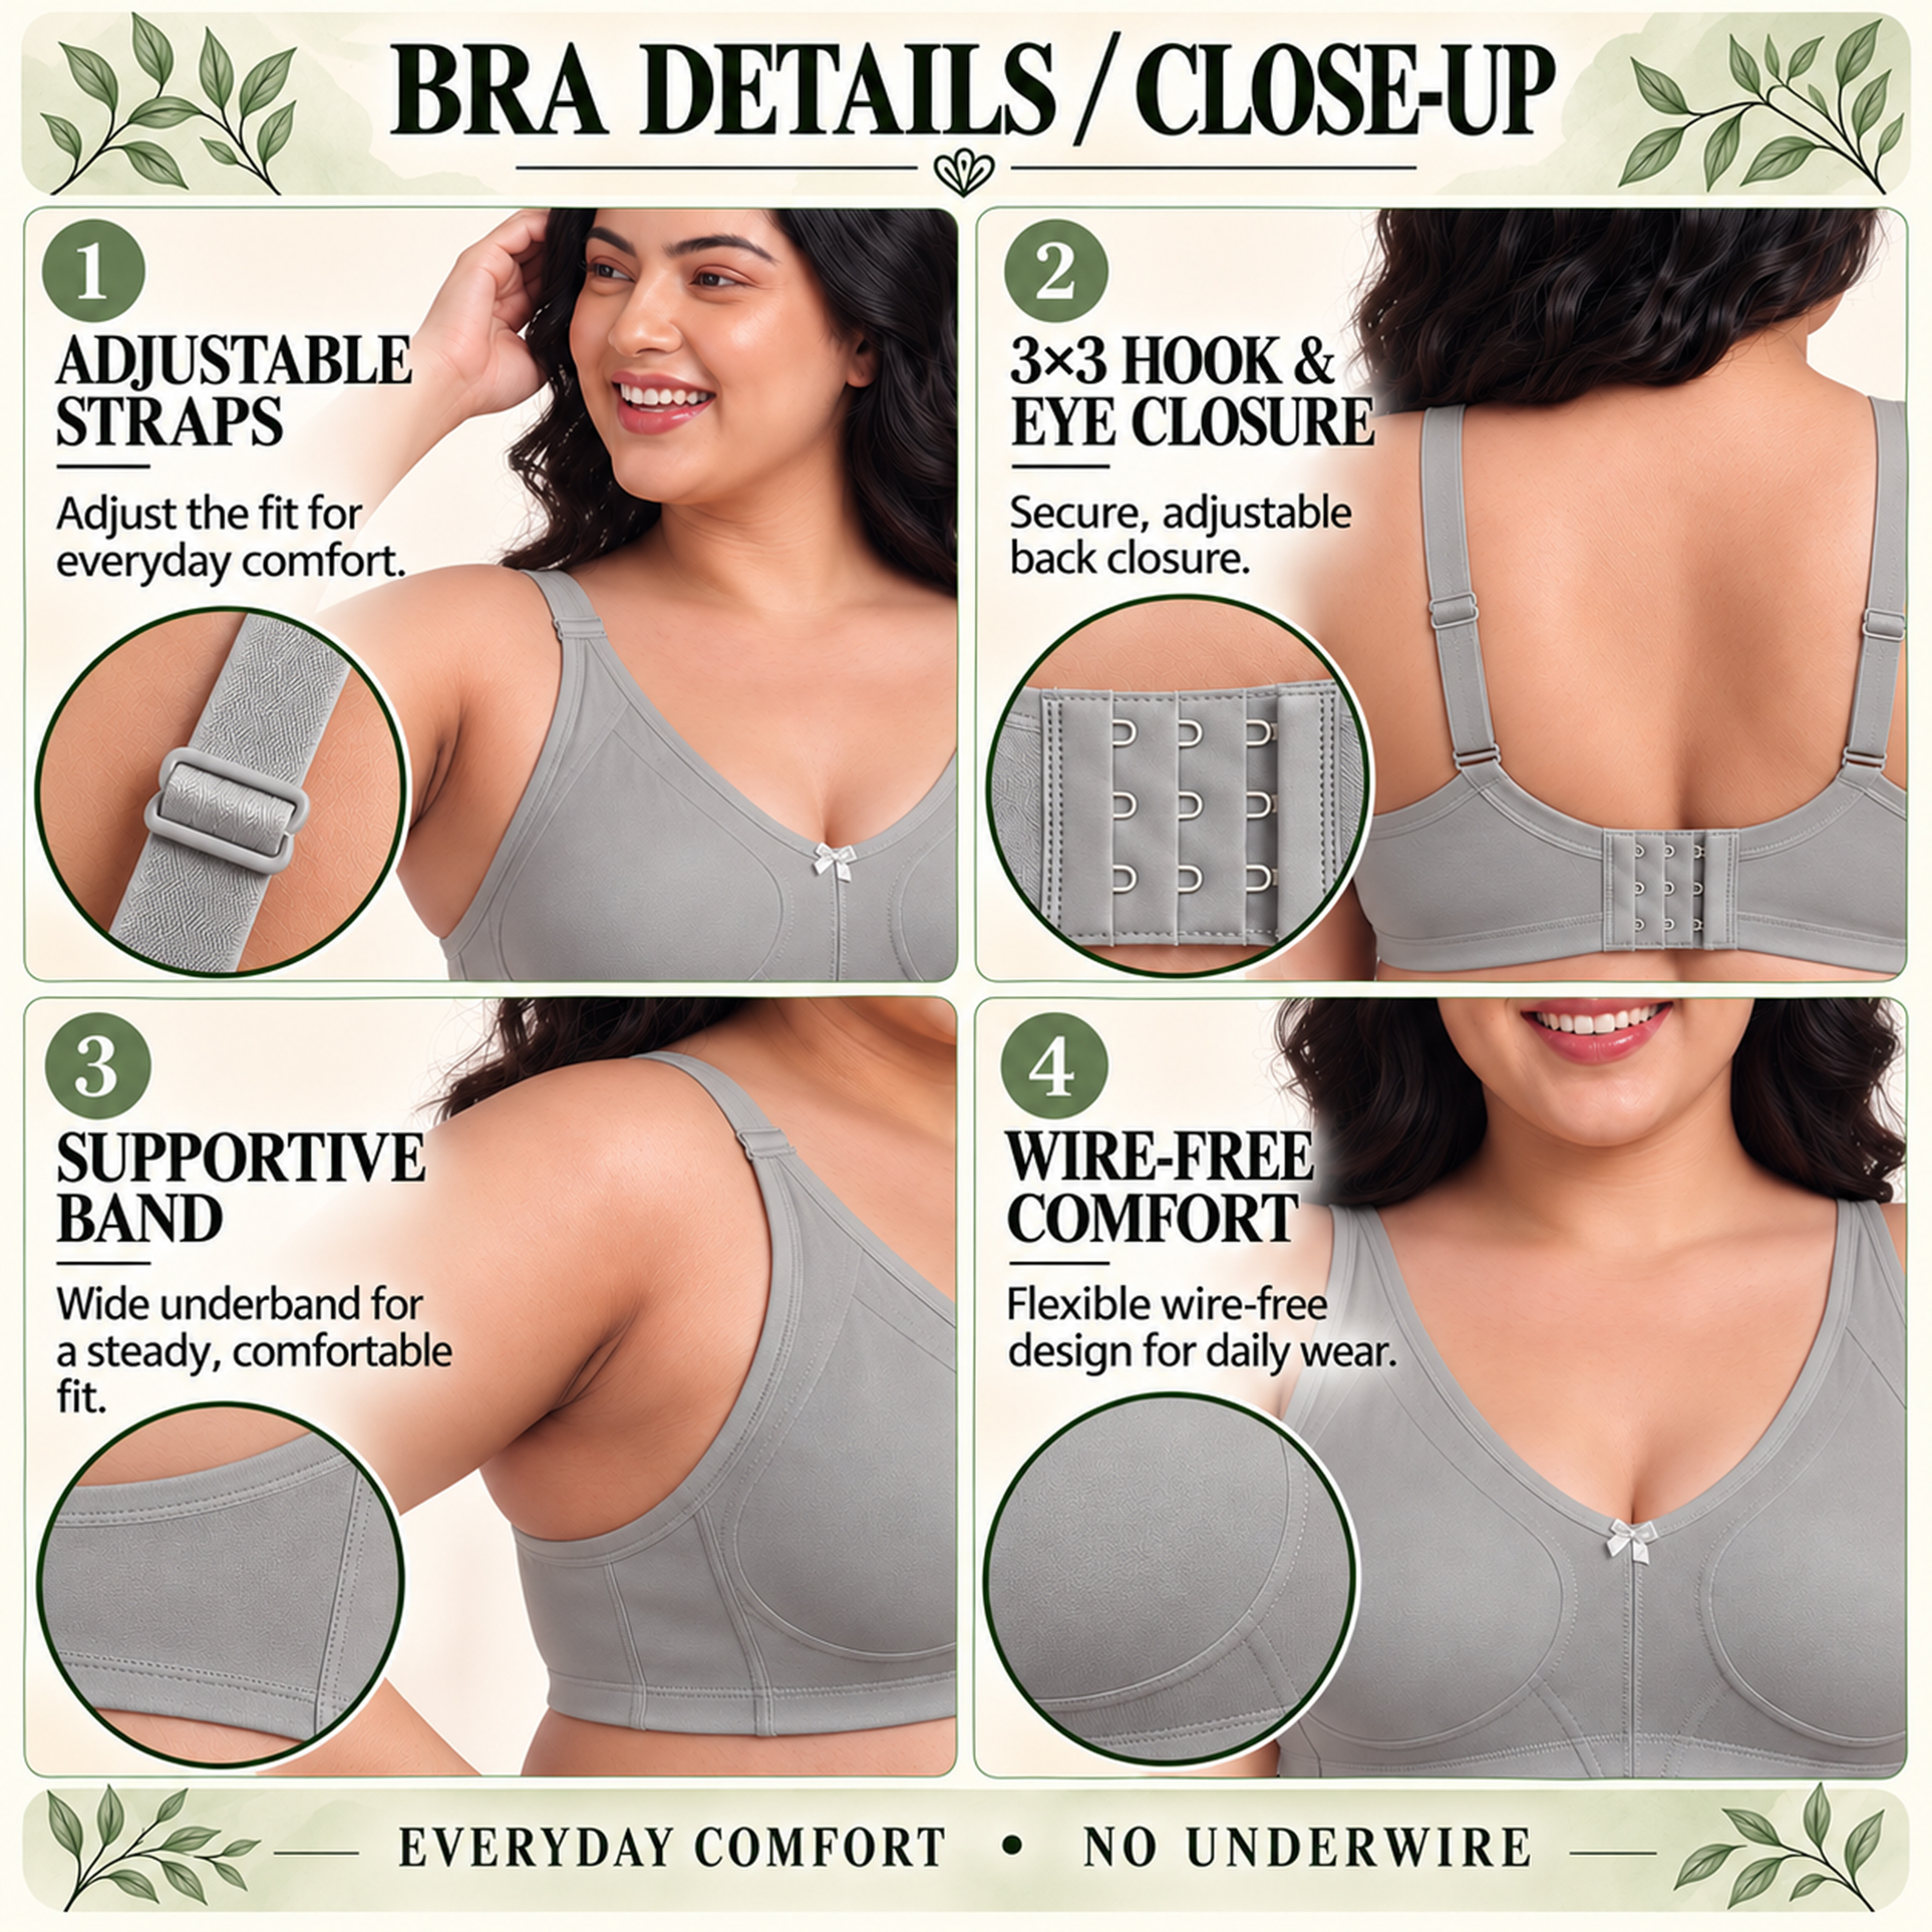 BRA DETAILS / CLOSE-UP
1
ADJUSTABLE
STRAPS
Adjust the fit for
everyday comfort.
2
3×3 HOOK &
EYE CLOSURE
Secure, adjustable
back closure.
3
SUPPORTIVE
BAND
Wide underband for
a steady, comfortable
fit.
4
WIRE-FREE
COMFORT
Flexible wire-free
design for daily wear.
EVERYDAY COMFORT • NO UNDERWIRE